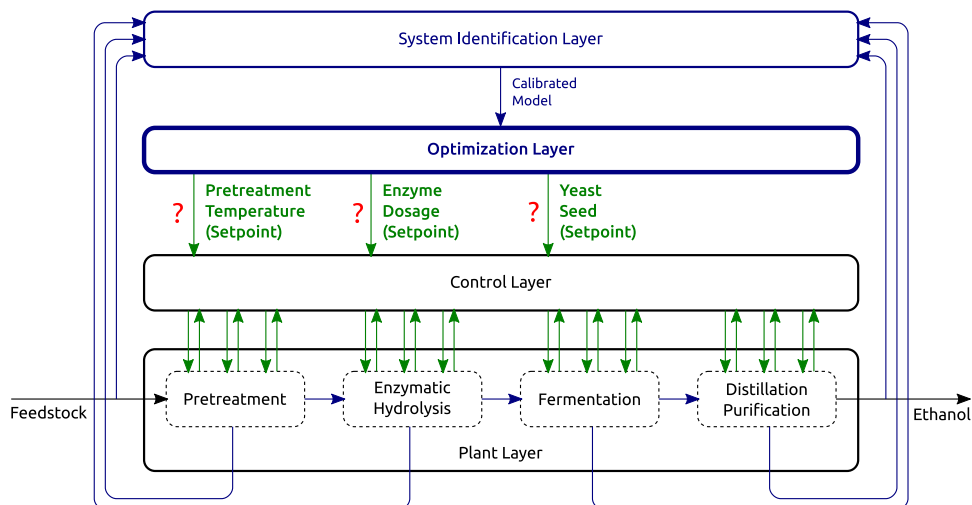 System Identification Layer
Calibrated
Model
Optimization Layer
?
Pretreatment
Temperature
(Setpoint)
?
Enzyme
Dosage
(Setpoint)
?
Yeast
Seed
(Setpoint)
Control Layer
Feedstock
Pretreatment
Enzymatic
Hydrolysis
Fermentation
Distillation
Purification
Ethanol
Plant Layer